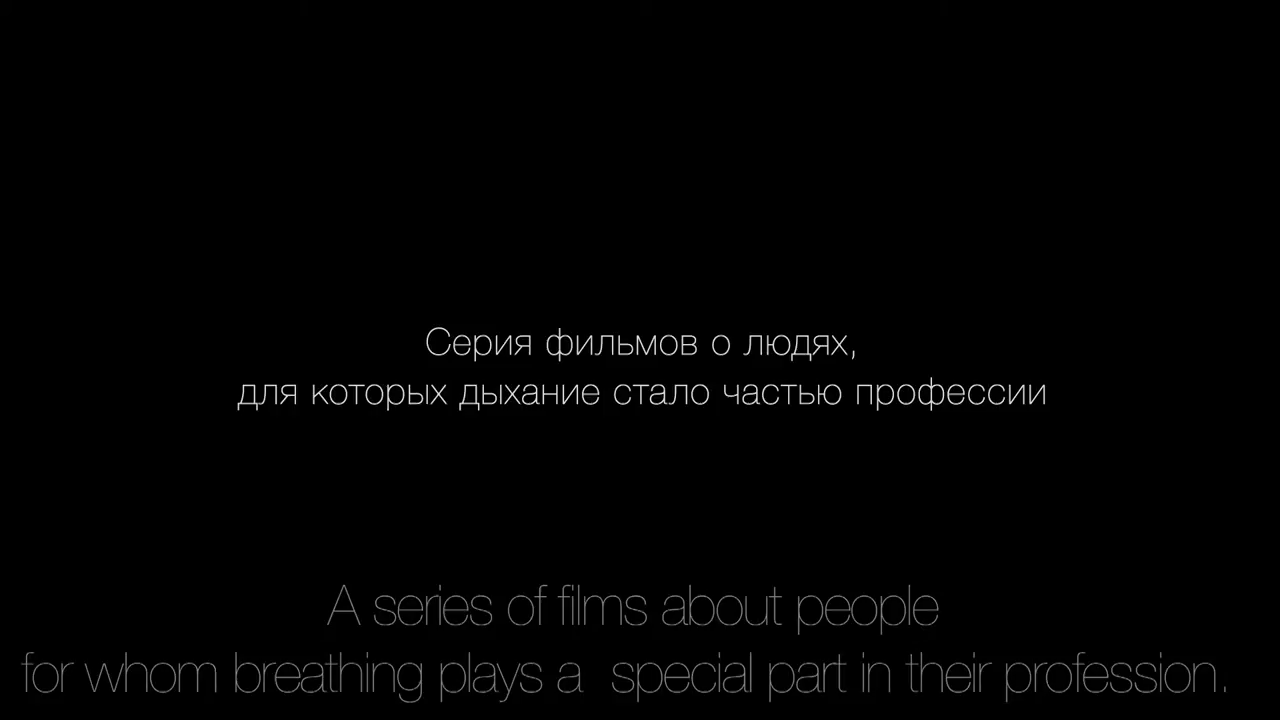 Серия фильмов о людях,
для которых дыхание стало частью профессии
A series of films about people
for whom breathing plays a  special part in their profession.